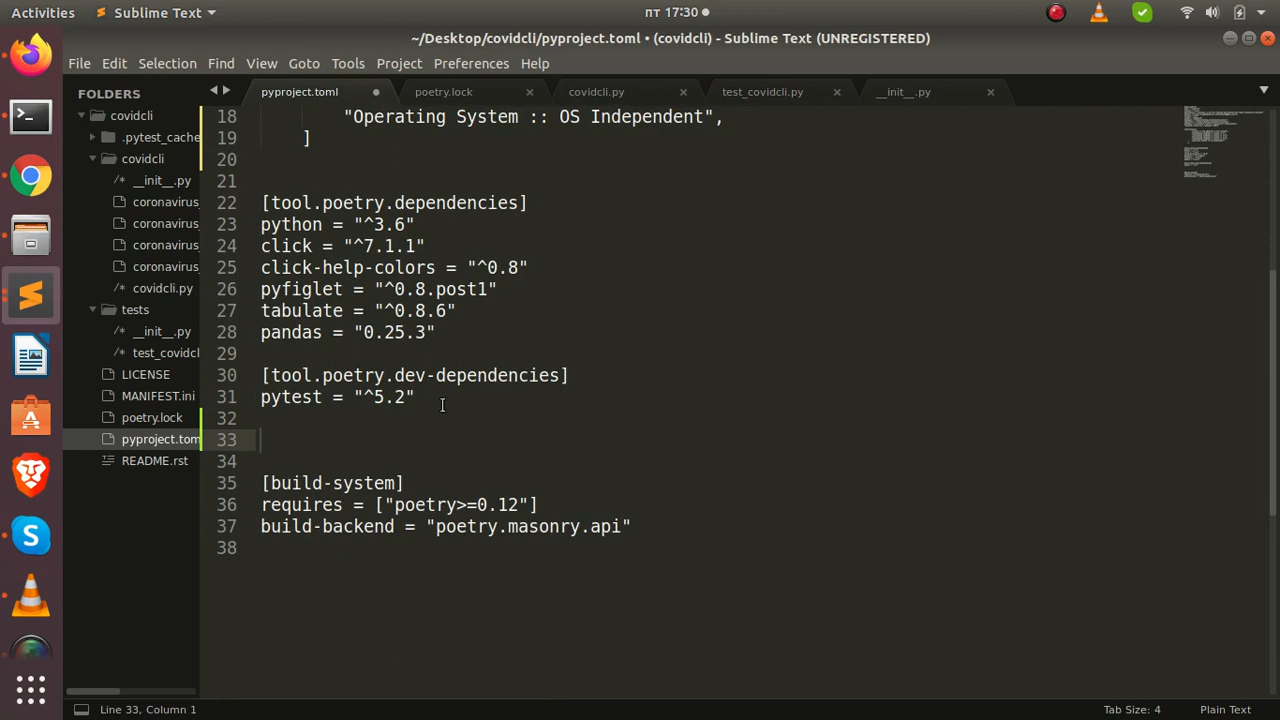 Activities
Sublime Text
пт 17:30
~/Desktop/covidcli/pyproject.toml • (covidcli) - Sublime Text (UNREGISTERED)
File Edit Selection Find View Goto Tools Project Preferences Help
FOLDERS
covidcli
.pytest_cache
covidcli
/* __init__.py
coronavirus_
coronavirus_
coronavirus_
coronavirus_
covidcli.py
tests
/* __init__.py
test_covidcl
LICENSE
MANIFEST.ini
poetry.lock
pyproject.tom
README.rst
pyproject.toml
poetry.lock
covidcli.py
test_covidcli.py
__init__.py
18 "Operating System :: OS Independent",
19 ]
20
21
22 [tool.poetry.dependencies]
23 python = "^3.6"
24 click = "^7.1.1"
25 click-help-colors = "^0.8"
26 pyfiglet = "^0.8.post1"
27 tabulate = "^0.8.6"
28 pandas = "0.25.3"
29
30 [tool.poetry.dev-dependencies]
31 pytest = "^5.2"
32
33
34
35 [build-system]
36 requires = ["poetry>=0.12"]
37 build-backend = "poetry.masonry.api"
38
Line 33, Column 1
Tab Size: 4
Plain Text